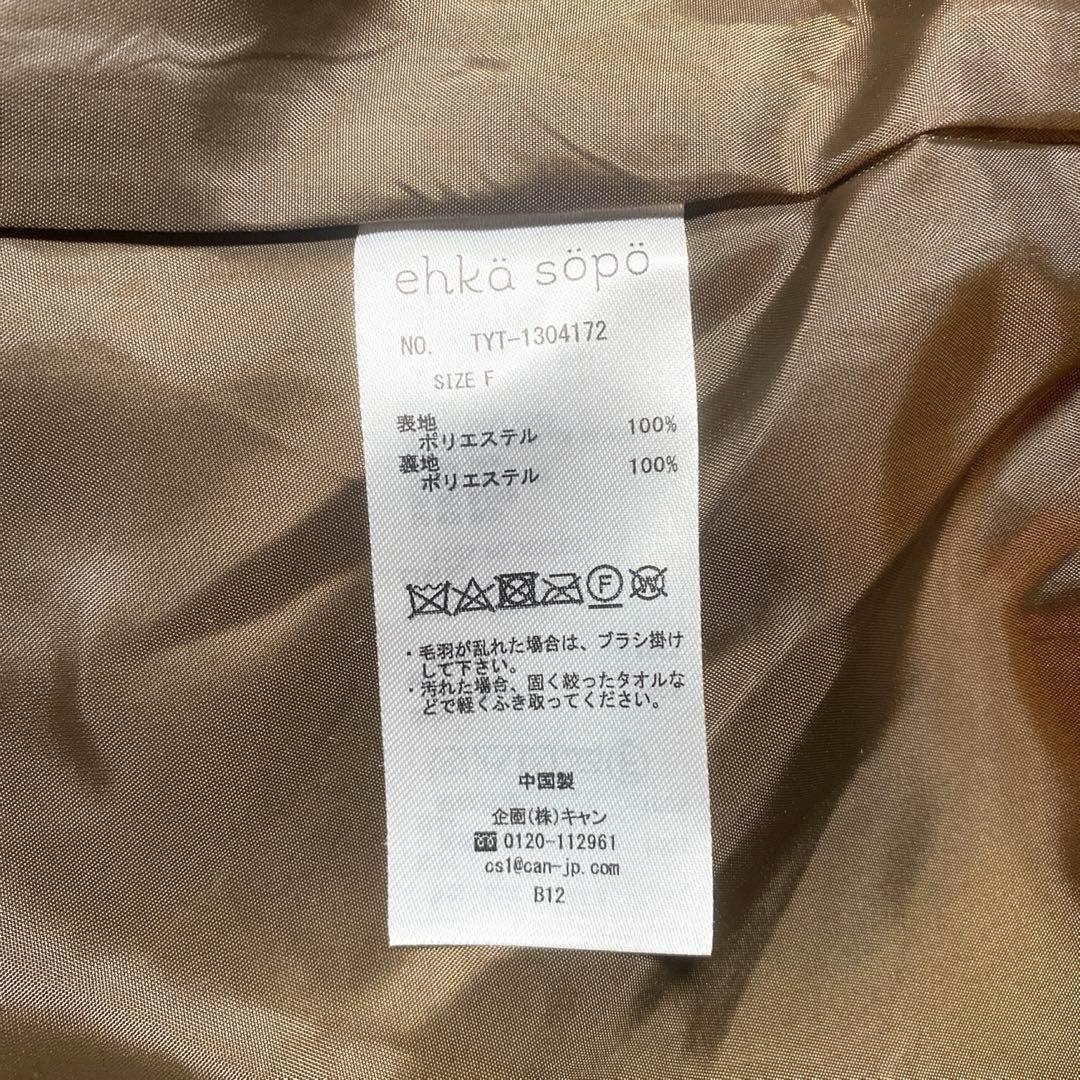 ehkä söpö
NO. TYT-1304172
SIZE F
表地
ポリエステル 100%
裏地
ポリエステル 100%
F W
・毛羽が乱れた場合は、ブラシ掛け
して下さい。
・汚れた場合、固く絞ったタオルな
どで軽くふき取ってください。
中国製
企画(株)キャン
0120-112961
cs1@can-jp.com
B12